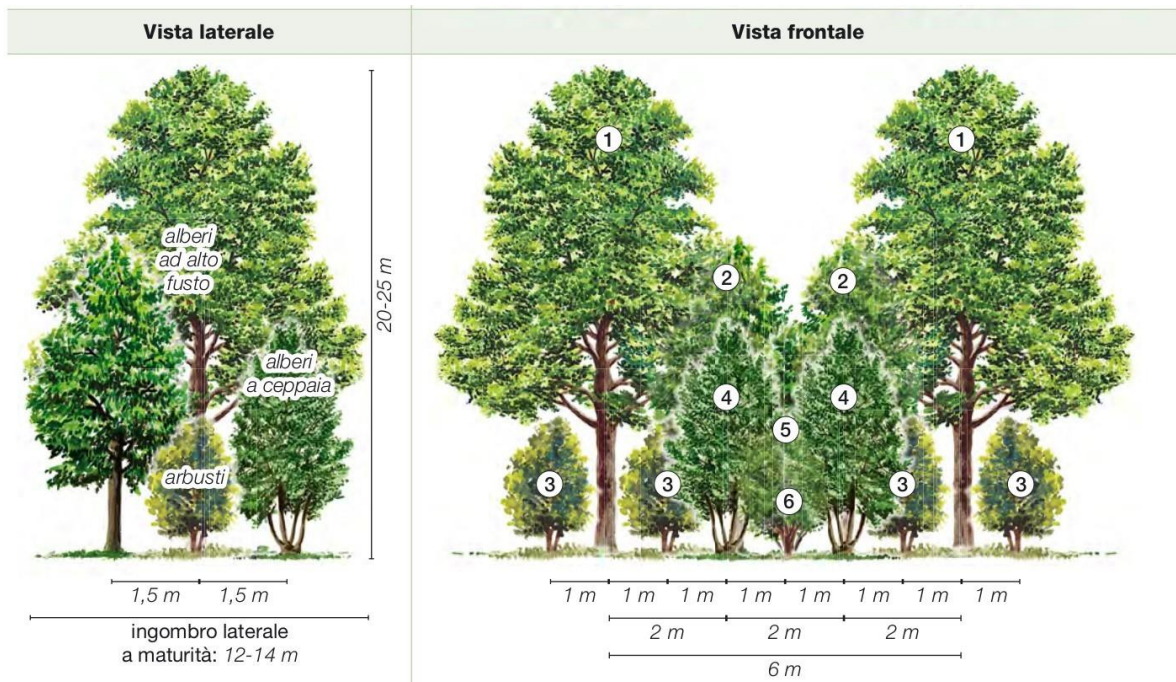 Vista laterale
Vista frontale
alberi
ad alto
fusto
alberi
a ceppaia
arbusti
20-25 m
1,5 m 1,5 m
ingombro laterale
a maturità: 12-14 m
1 1
2 2
4 4
5
3 3 3 3
6
1 m 1 m 1 m 1 m 1 m 1 m 1 m 1 m
2 m 2 m 2 m
6 m